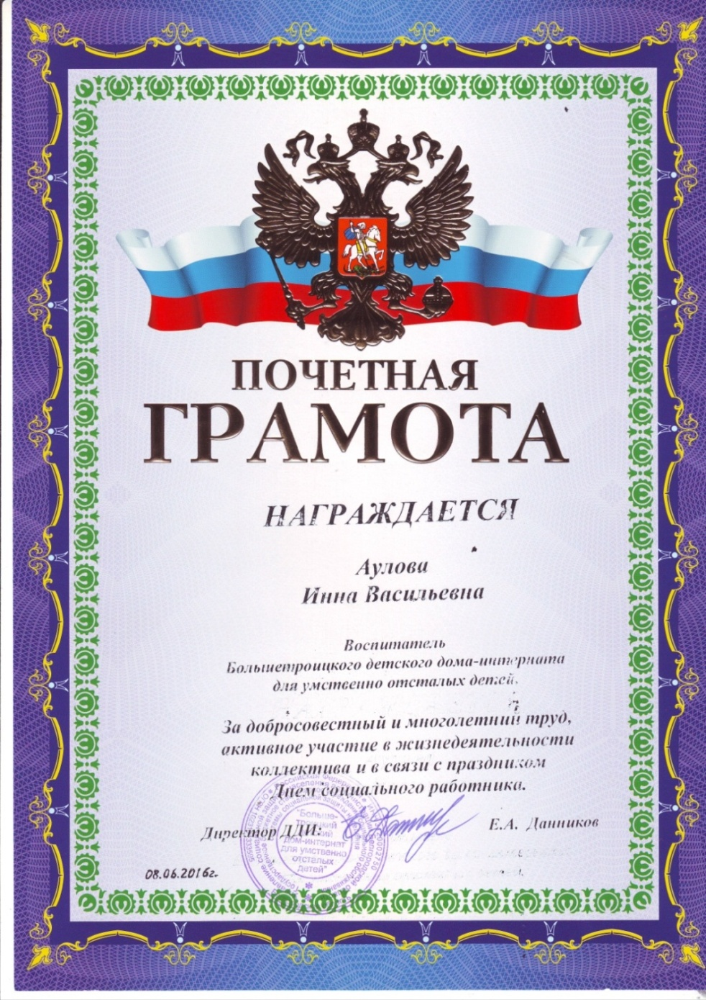 ПОЧЕТНАЯ
ГРАМОТА
НАГРАЖДАЕТСЯ
Аулова
Инна Васильевна
Воспитатель
Большетроицкого детского дома-интерната
для умственно отсталых детей.
За добросовестный и многолетний труд,
активное участие в жизнедеятельности
коллектива и в связи с праздником
Днем социального работника.
Директор ДДИ:
Е.А. Данников
"Больше-
троицкий
дом-интернат
для умственно
отсталых
детей"
08.06.2016г.